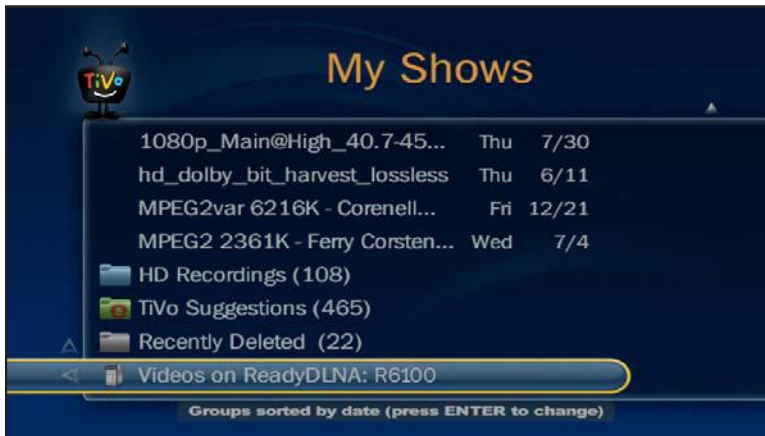 TiVo
My Shows
1080p_Main@High_40.7-45... Thu 7/30
hd_dolby_bit_harvest_lossless Thu 6/11
MPEG2var 6216K - Corenell... Fri 12/21
MPEG2 2361K - Ferry Corsten... Wed 7/4
HD Recordings (108)
TiVo Suggestions (465)
Recently Deleted (22)
Videos on ReadyDLNA: R6100
Groups sorted by date (press ENTER to change)